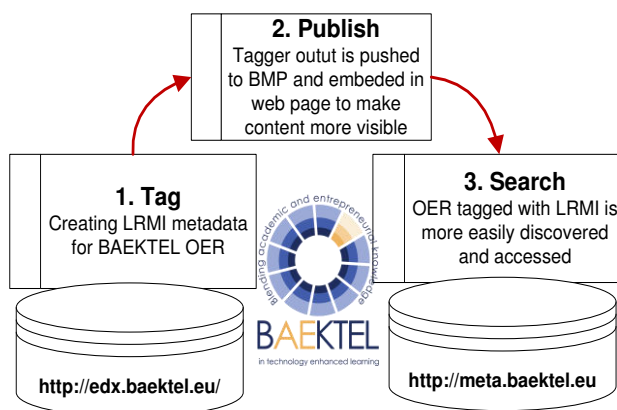 2. Publish
Tagger outut is pushed
to BMP and embeded in
web page to make
content more visible
1. Tag
Creating LRMI metadata
for BAEKTEL OER
3. Search
OER tagged with LRMI is
more easily discovered
and accessed
Blending academic and entrepreneurial knowledge
BAEKTEL
in technology enhanced learning
http://edx.baektel.eu/
http://meta.baektel.eu